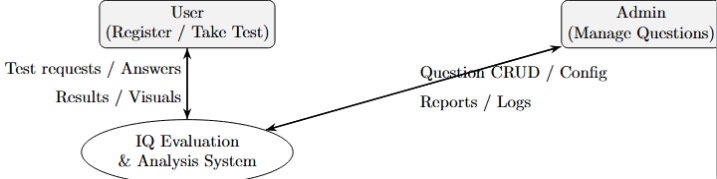 User
(Register / Take Test)
Admin
(Manage Questions)
Test requests / Answers
Results / Visuals
Question CRUD / Config
Reports / Logs
IQ Evaluation
& Analysis System